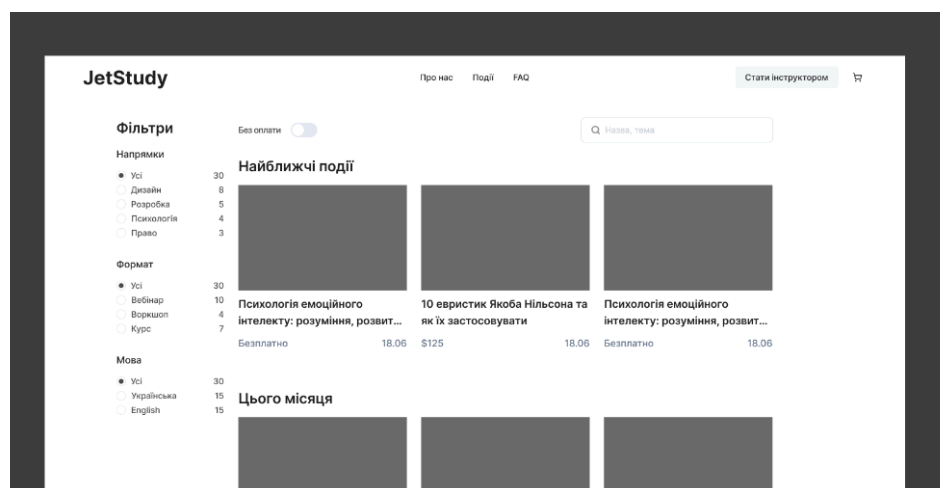 JetStudy
Про нас Події FAQ
Стати інструктором
Фільтри
Напрямки
Усі 30
Дизайн 8
Розробка 5
Психологія 4
Право 3
Формат
Усі 30
Вебінар 10
Воркшоп 4
Курс 7
Мова
Усі 30
Українська 15
English 15
Без оплати
Назва, тема
Найближчі події
Психологія емоційного
інтелекту: розуміння, розвит...
Безплатно 18.06
10 евристик Якоба Нільсона та
як їх застосовувати
$125 18.06
Психологія емоційного
інтелекту: розуміння, розвит...
Безплатно 18.06
Цього місяця